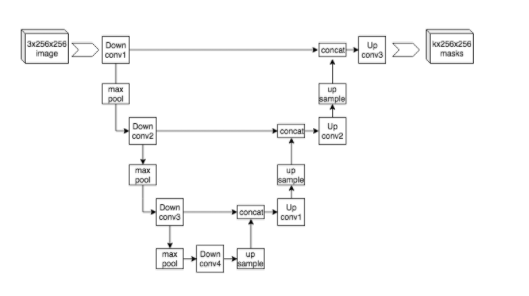 3x256x256
image
Down
conv1
concat
Up
conv3
kx256x256
masks
max
pool
up
sample
Down
conv2
concat
Up
conv2
max
pool
up
sample
Down
conv3
concat
Up
conv1
max
pool
Down
conv4
up
sample